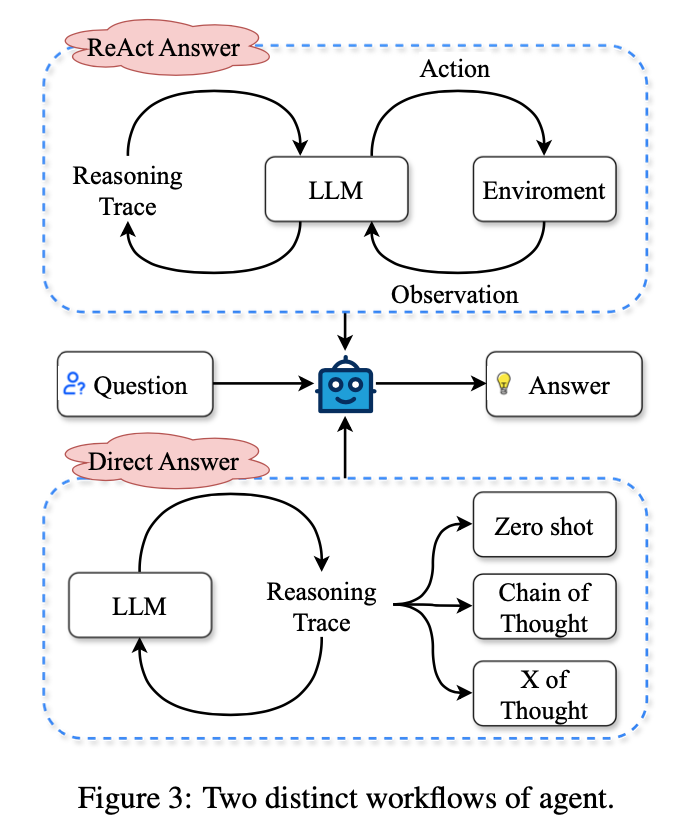 ReAct Answer
Action
Reasoning
Trace
LLM
Enviroment
Observation
Question
Answer
Direct Answer
LLM
Reasoning
Trace
Zero shot
Chain of
Thought
X of
Thought
Figure 3: Two distinct workflows of agent.